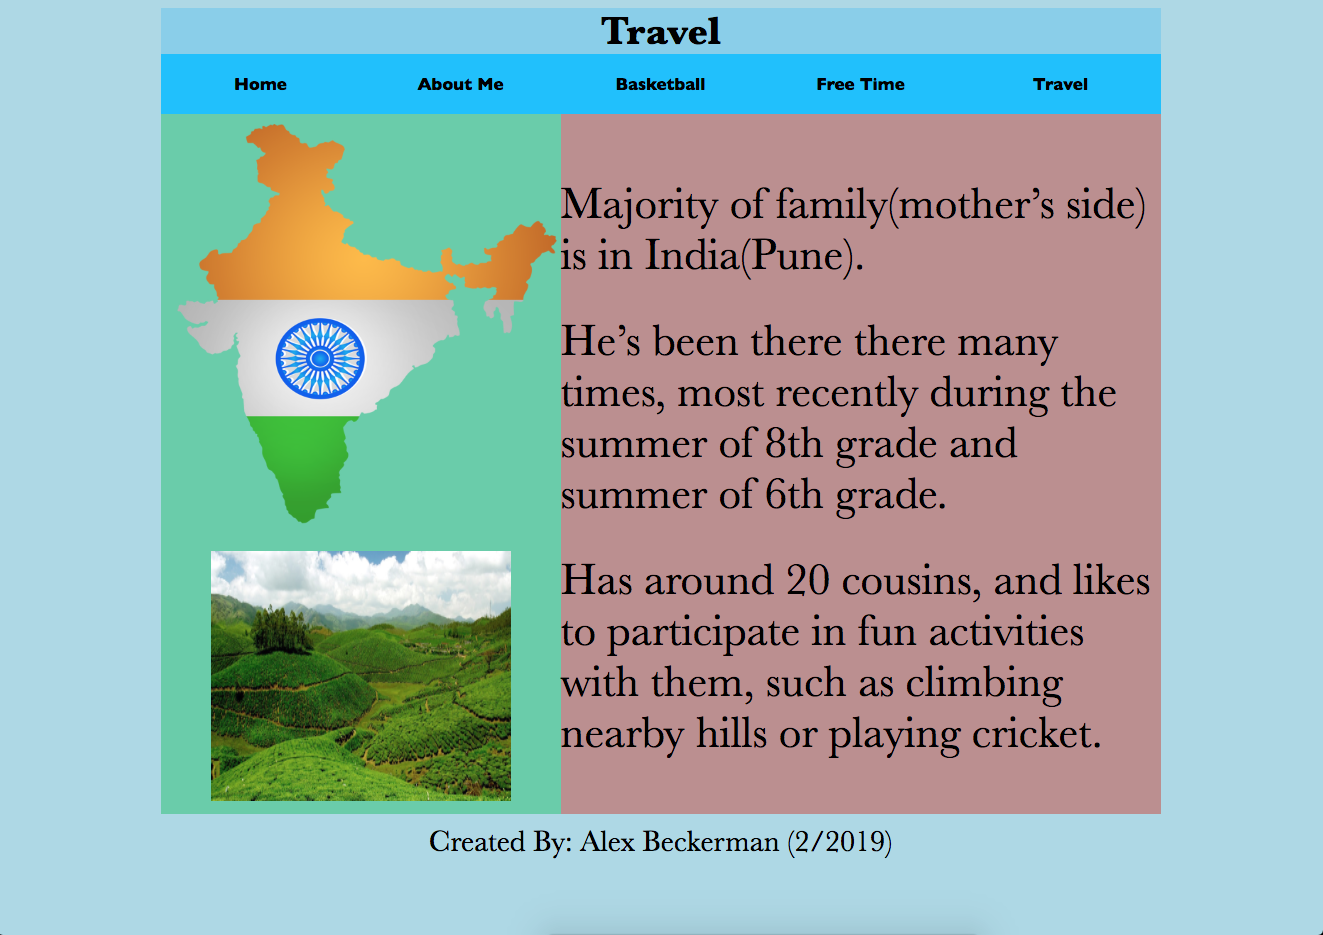 Travel
Home About Me Basketball Free Time Travel
Majority of family(mother’s side)
is in India(Pune).
He’s been there there many
times, most recently during the
summer of 8th grade and
summer of 6th grade.
Has around 20 cousins, and likes
to participate in fun activities
with them, such as climbing
nearby hills or playing cricket.
Created By: Alex Beckerman (2/2019)